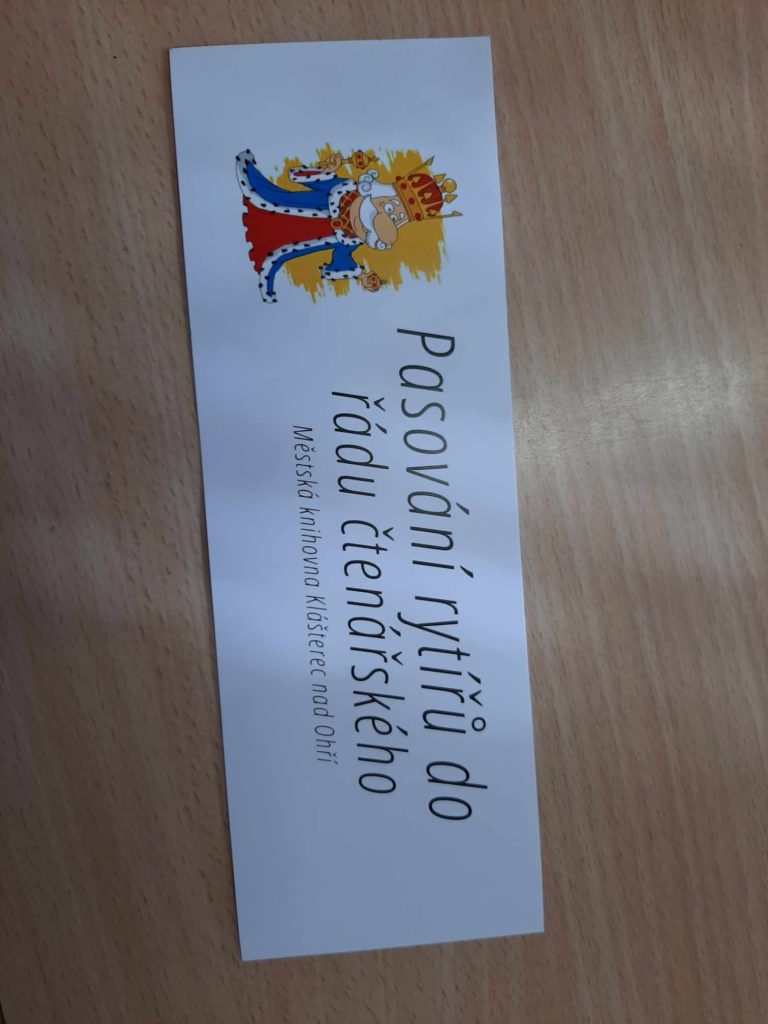 Pasování rytířů do
řádu čtenářského
Městská knihovna Klášterec nad Ohří